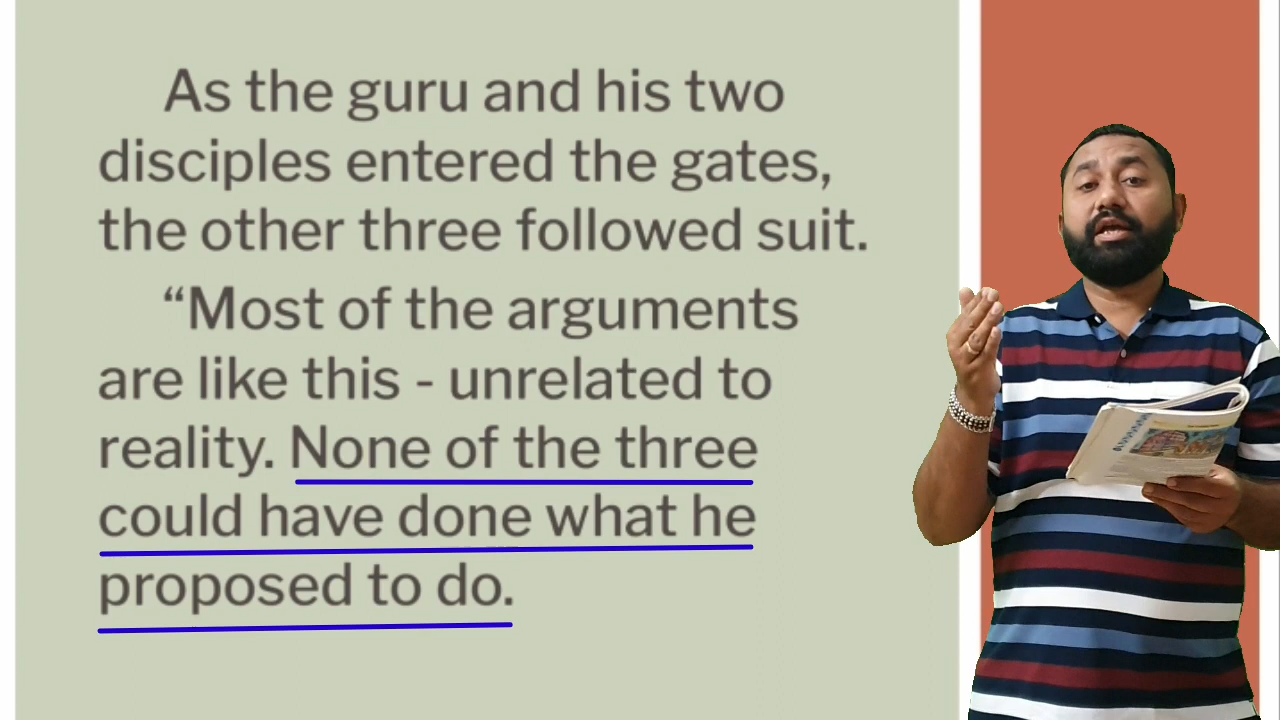 As the guru and his two
disciples entered the gates,
the other three followed suit.
“Most of the arguments
are like this - unrelated to
reality. None of the three
could have done what he
proposed to do.